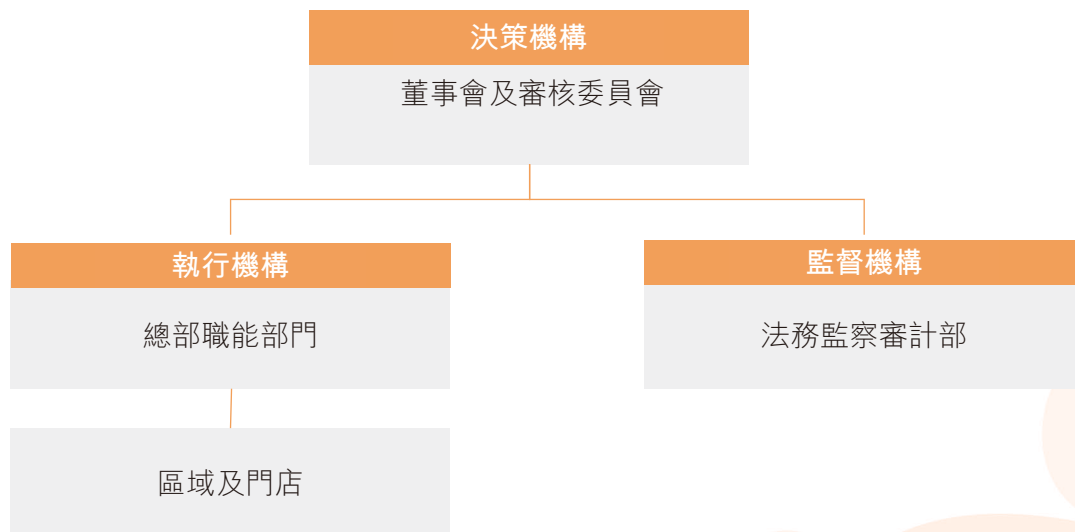 決策機構
董事會及審核委員會
執行機構
總部職能部門
區域及門店
監督機構
法務監察審計部